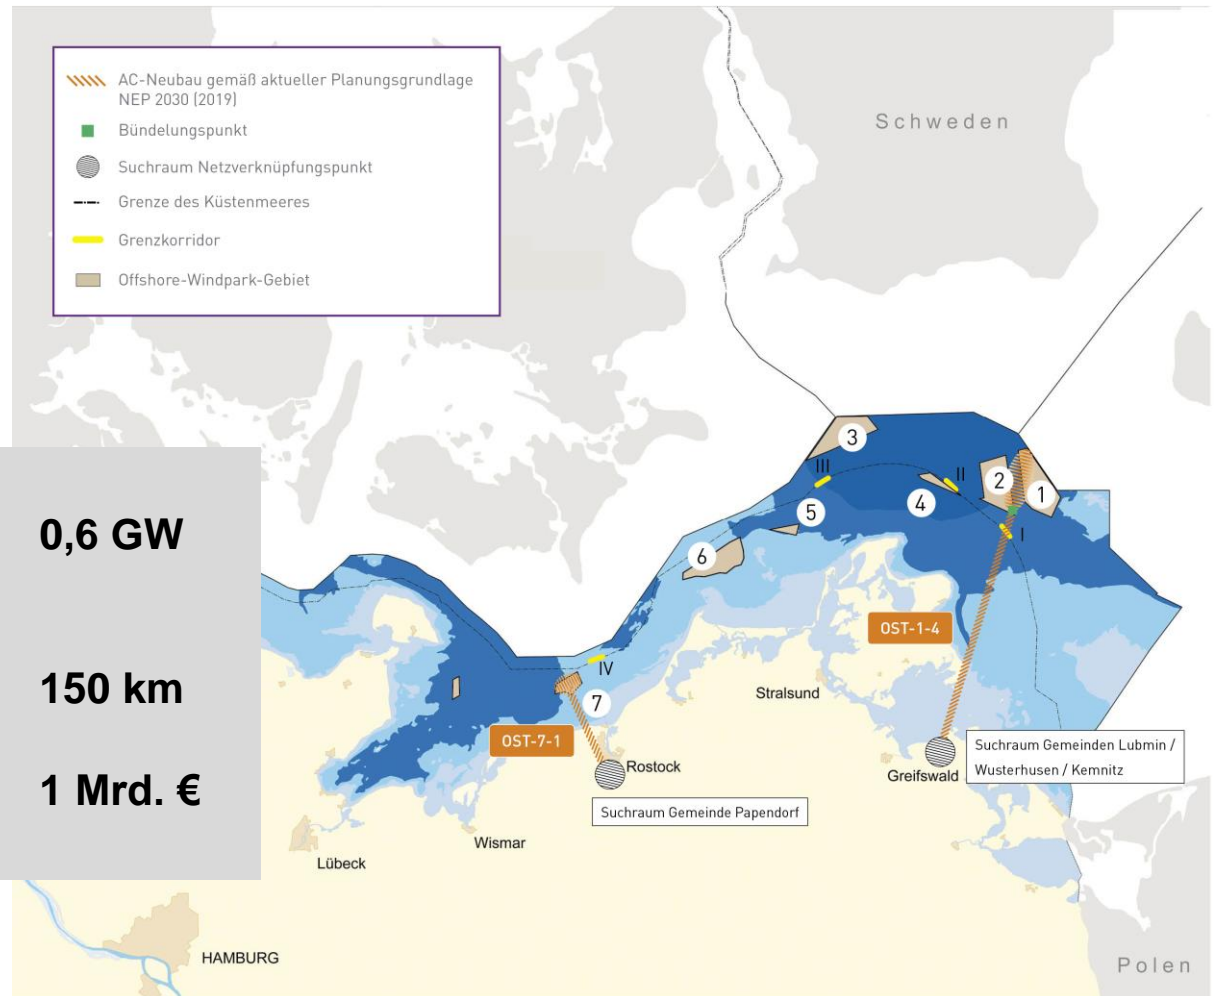 AC-Neubau gemäß aktueller Planungsgrundlage
NEP 2030 (2019)
Bündelungspunkt
Suchraum Netzverknüpfungspunkt
Grenze des Küstenmeeres
Grenzkorridor
Offshore-Windpark-Gebiet
Schweden
3
III
II
2
1
4
5
I
6
0,6 GW
150 km
1 Mrd. €
OST-1-4
IV
7
Stralsund
OST-7-1
Rostock
Greifswald
Suchraum Gemeinden Lubmin /
Wusterhusen / Kemnitz
Suchraum Gemeinde Papendorf
Wismar
Lübeck
HAMBURG
Polen